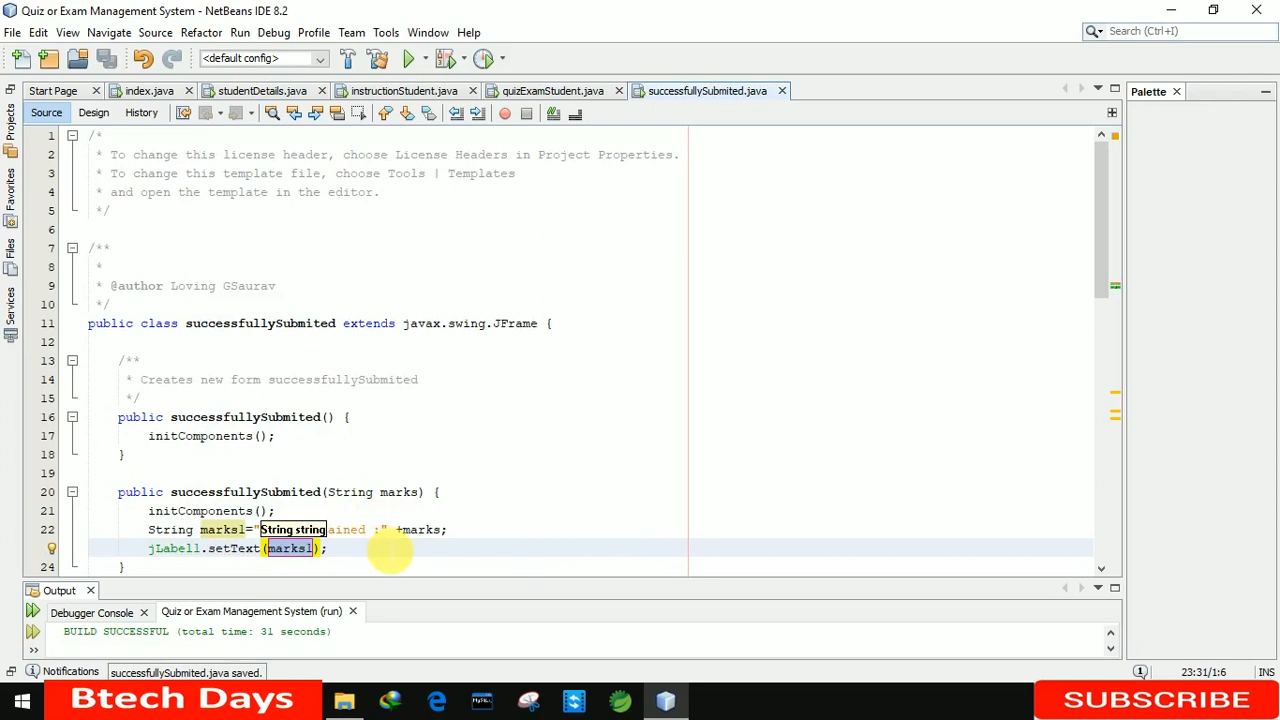 Quiz or Exam Management System - NetBeans IDE 8.2
File Edit View Navigate Source Refactor Run Debug Profile Team Tools Window Help
Search (Ctrl+I)
<default config>
Start Page index.java studentDetails.java instructionStudent.java quizExamStudent.java successfullySubmited.java
Palette
Source Design History
Projects
Favorites
Files
Services
1 /*
2 * To change this license header, choose License Headers in Project Properties.
3 * To change this template file, choose Tools | Templates
4 * and open the template in the editor.
5 */
6
7 /**
8 *
9 * @author Loving GSaurav
10 */
11 public class successfullySubmited extends javax.swing.JFrame {
12
13 /**
14 * Creates new form successfullySubmited
15 */
16 public successfullySubmited() {
17 initComponents();
18 }
19
20 public successfullySubmited(String marks) {
21 initComponents();
22 String marks1="String stringained :" +marks;
jLabel1.setText(marks1);
24 }
Output
Debugger Console Quiz or Exam Management System (run)
BUILD SUCCESSFUL (total time: 31 seconds)
Notifications successfullySubmited.java saved. 1 23:31/1:6 INS
Btech Days
SUBSCRIBE